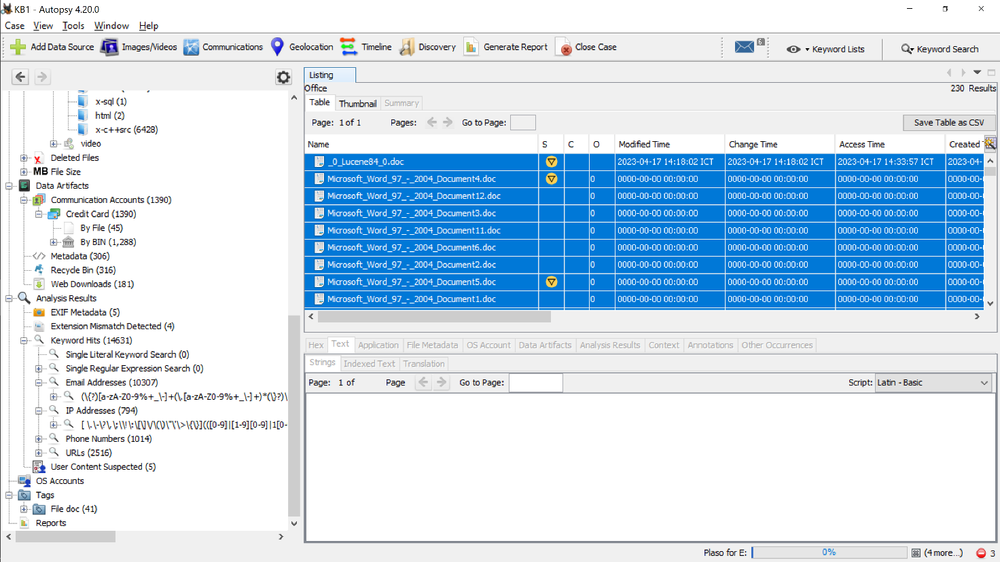 KB1 - Autopsy 4.20.0
Case View Tools Window Help
Add Data Source Images/Videos Communications Geolocation Timeline Discovery Generate Report Close Case 6 Keyword Lists Keyword Search
x-sql (1)
html (2)
x-c++src (6428)
video
Deleted Files
MB File Size
Data Artifacts
Communication Accounts (1390)
Credit Card (1390)
By File (45)
By BIN (1,288)
Metadata (306)
Recycle Bin (316)
Web Downloads (181)
Analysis Results
EXIF Metadata (5)
Extension Mismatch Detected (4)
Keyword Hits (14631)
Single Literal Keyword Search (0)
Single Regular Expression Search (0)
Email Addresses (10307)
(\{?)[a-zA-Z0-9%+_\-]+(\.[a-zA-Z0-9%+_\-]+)*(\}?)\
IP Addresses (794)
Phone Numbers (1014)
URLs (2516)
User Content Suspected (5)
OS Accounts
Tags
File doc (41)
Reports
Listing
Office
230 Results
Table Thumbnail Summary
Page: 1 of 1 Pages: Go to Page: Save Table as CSV
Name S C O Modified Time Change Time Access Time Created
_0_Lucene84_0.doc 2023-04-17 14:18:02 ICT 2023-04-17 14:18:02 ICT 2023-04-17 14:33:57 ICT 2023-04-
Microsoft_Word_97_-_2004_Document4.doc 0 0000-00-00 00:00:00 0000-00-00 00:00:00 0000-00-00 00:00:00 0000-00-
Microsoft_Word_97_-_2004_Document12.doc 0 0000-00-00 00:00:00 0000-00-00 00:00:00 0000-00-00 00:00:00 0000-00-
Microsoft_Word_97_-_2004_Document3.doc 0 0000-00-00 00:00:00 0000-00-00 00:00:00 0000-00-00 00:00:00 0000-00-
Microsoft_Word_97_-_2004_Document11.doc 0 0000-00-00 00:00:00 0000-00-00 00:00:00 0000-00-00 00:00:00 0000-00-
Microsoft_Word_97_-_2004_Document6.doc 0 0000-00-00 00:00:00 0000-00-00 00:00:00 0000-00-00 00:00:00 0000-00-
Microsoft_Word_97_-_2004_Document2.doc 0 0000-00-00 00:00:00 0000-00-00 00:00:00 0000-00-00 00:00:00 0000-00-
Microsoft_Word_97_-_2004_Document5.doc 0 0000-00-00 00:00:00 0000-00-00 00:00:00 0000-00-00 00:00:00 0000-00-
Microsoft_Word_97_-_2004_Document1.doc 0 0000-00-00 00:00:00 0000-00-00 00:00:00 0000-00-00 00:00:00 0000-00-
Hex Text Application File Metadata OS Account Data Artifacts Analysis Results Context Annotations Other Occurrences
Strings Indexed Text Translation
Page: 1 of Page Go to Page: Script: Latin - Basic
Plaso for E: 0% (4 more...) 3